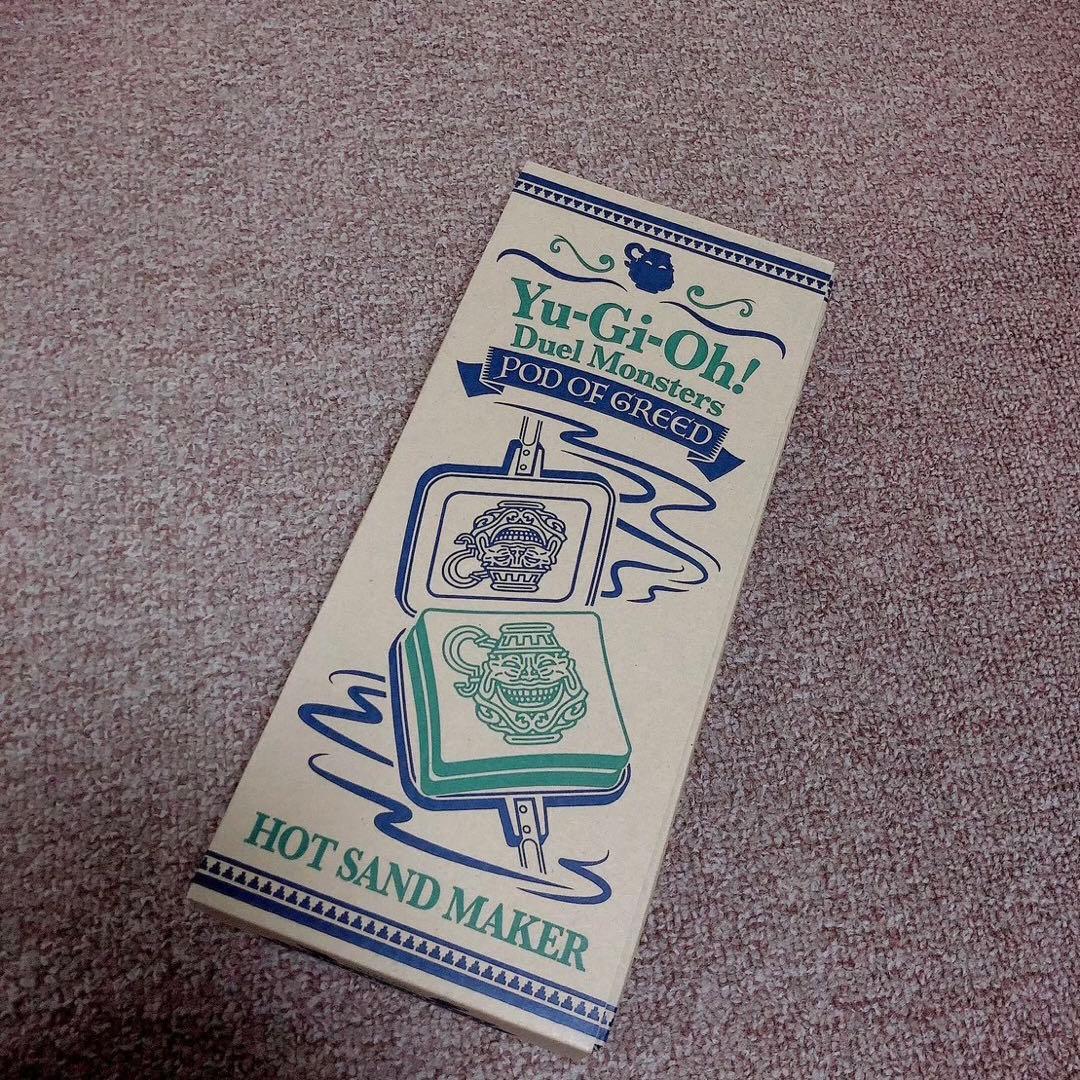 Yu-Gi-Oh!
Duel Monsters
POD OF GREED
HOT SAND MAKER